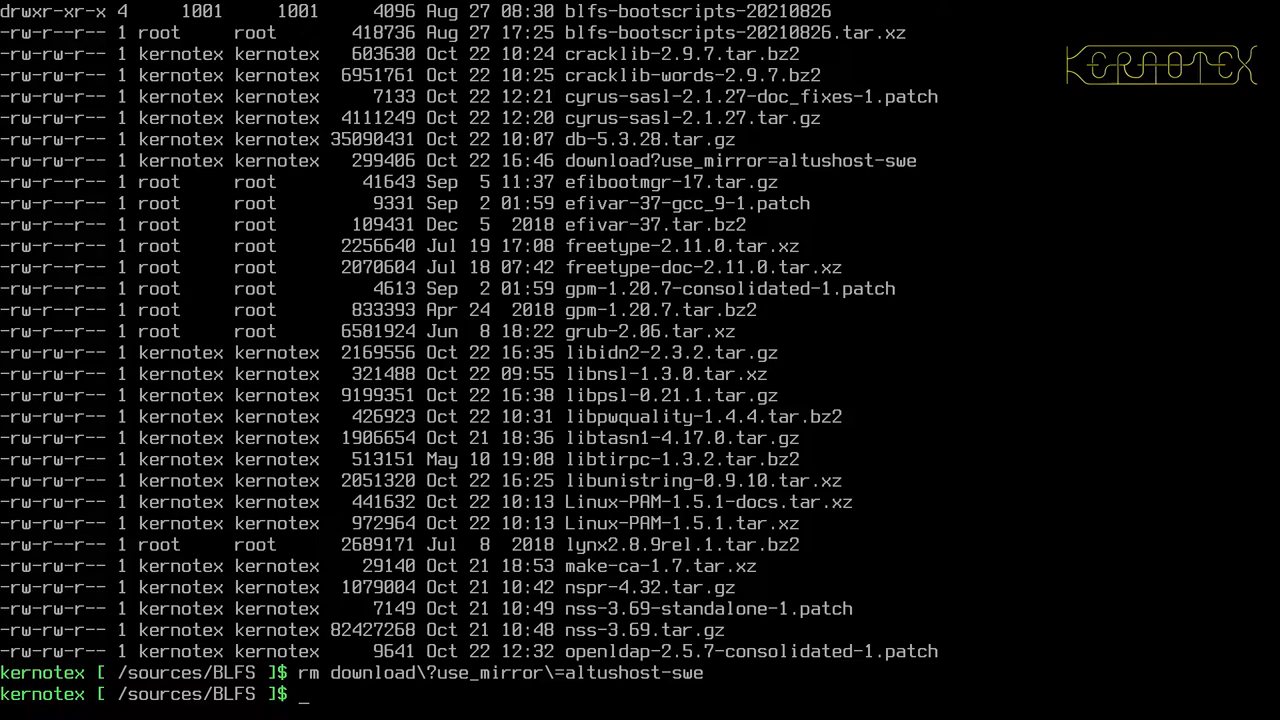 drwxr-xr-x 4     1001     1001     4096 Aug 27 08:30 blfs-bootscripts-20210826
-rw-r--r-- 1 root     root       418736 Aug 27 17:25 blfs-bootscripts-20210826.tar.xz
-rw-r--r-- 1 kernotex kernotex   603630 Oct 22 10:24 cracklib-2.9.7.tar.bz2
-rw-r--r-- 1 kernotex kernotex  6951761 Oct 22 10:25 cracklib-words-2.9.7.bz2
KERNOTEX
-rw-r--r-- 1 kernotex kernotex     7133 Oct 22 12:21 cyrus-sasl-2.1.27-doc_fixes-1.patch
-rw-r--r-- 1 kernotex kernotex  4111249 Oct 22 12:20 cyrus-sasl-2.1.27.tar.gz
-rw-r--r-- 1 kernotex kernotex 35090431 Oct 22 10:07 db-5.3.28.tar.gz
-rw-r--r-- 1 kernotex kernotex   299406 Oct 22 16:46 download?use_mirror=altushost-swe
-rw-r--r-- 1 root     root        41643 Sep  5 11:37 efibootmgr-17.tar.gz
-rw-r--r-- 1 root     root         9331 Sep  2 01:59 efivar-37-gcc_9-1.patch
-rw-r--r-- 1 root     root       109431 Dec  5  2018 efivar-37.tar.bz2
-rw-r--r-- 1 root     root      2256640 Jul 19 17:08 freetype-2.11.0.tar.xz
-rw-r--r-- 1 root     root      2070604 Jul 18 07:42 freetype-doc-2.11.0.tar.xz
-rw-r--r-- 1 root     root         4613 Sep  2 01:59 gpm-1.20.7-consolidated-1.patch
-rw-r--r-- 1 root     root       833393 Apr 24  2018 gpm-1.20.7.tar.bz2
-rw-r--r-- 1 root     root      6581924 Jun  8 18:22 grub-2.06.tar.xz
-rw-r--r-- 1 kernotex kernotex  2169556 Oct 22 16:35 libidn2-2.3.2.tar.gz
-rw-r--r-- 1 kernotex kernotex   321488 Oct 22 09:55 libnsl-1.3.0.tar.xz
-rw-r--r-- 1 kernotex kernotex  9199351 Oct 22 16:38 libpsl-0.21.1.tar.gz
-rw-r--r-- 1 kernotex kernotex   426923 Oct 22 10:31 libpwquality-1.4.4.tar.bz2
-rw-r--r-- 1 kernotex kernotex  1906654 Oct 21 18:36 libtasn1-4.17.0.tar.gz
-rw-r--r-- 1 kernotex kernotex   513151 May 10 19:08 libtirpc-1.3.2.tar.bz2
-rw-r--r-- 1 kernotex kernotex  2051320 Oct 22 16:25 libunistring-0.9.10.tar.xz
-rw-r--r-- 1 kernotex kernotex   441632 Oct 22 10:13 Linux-PAM-1.5.1-docs.tar.xz
-rw-r--r-- 1 kernotex kernotex   972964 Oct 22 10:13 Linux-PAM-1.5.1.tar.xz
-rw-r--r-- 1 root     root      2689171 Jul  8  2018 lynx2.8.9rel.1.tar.bz2
-rw-r--r-- 1 kernotex kernotex    29140 Oct 21 18:53 make-ca-1.7.tar.xz
-rw-r--r-- 1 kernotex kernotex  1079004 Oct 21 10:42 nspr-4.32.tar.gz
-rw-r--r-- 1 kernotex kernotex     7149 Oct 21 10:49 nss-3.69-standalone-1.patch
-rw-r--r-- 1 kernotex kernotex 82427268 Oct 21 10:48 nss-3.69.tar.gz
-rw-r--r-- 1 kernotex kernotex     9641 Oct 22 12:32 openldap-2.5.7-consolidated-1.patch
kernotex [ /sources/BLFS ]$ rm download\?use_mirror\=altushost-swe
kernotex [ /sources/BLFS ]$ _